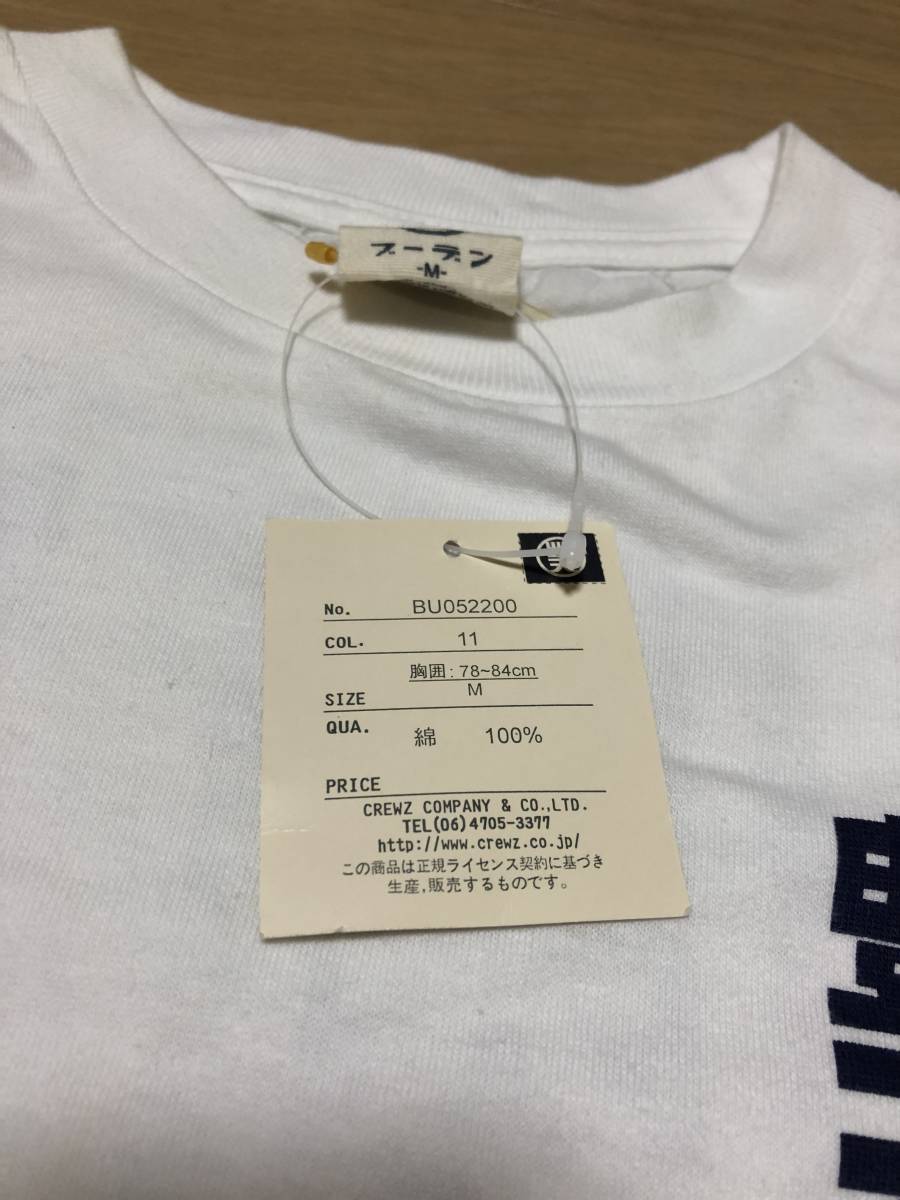 ブーデン
-M-
No. BU052200
COL. 11
胸囲:78~84cm
SIZE M
QUA. 綿 100%
PRICE
CREWZ COMPANY & CO.,LTD.
TEL(06)4705-3377
http://www.crewz.co.jp/
この商品は正規ライセンス契約に基づき
生産,販売するものです。